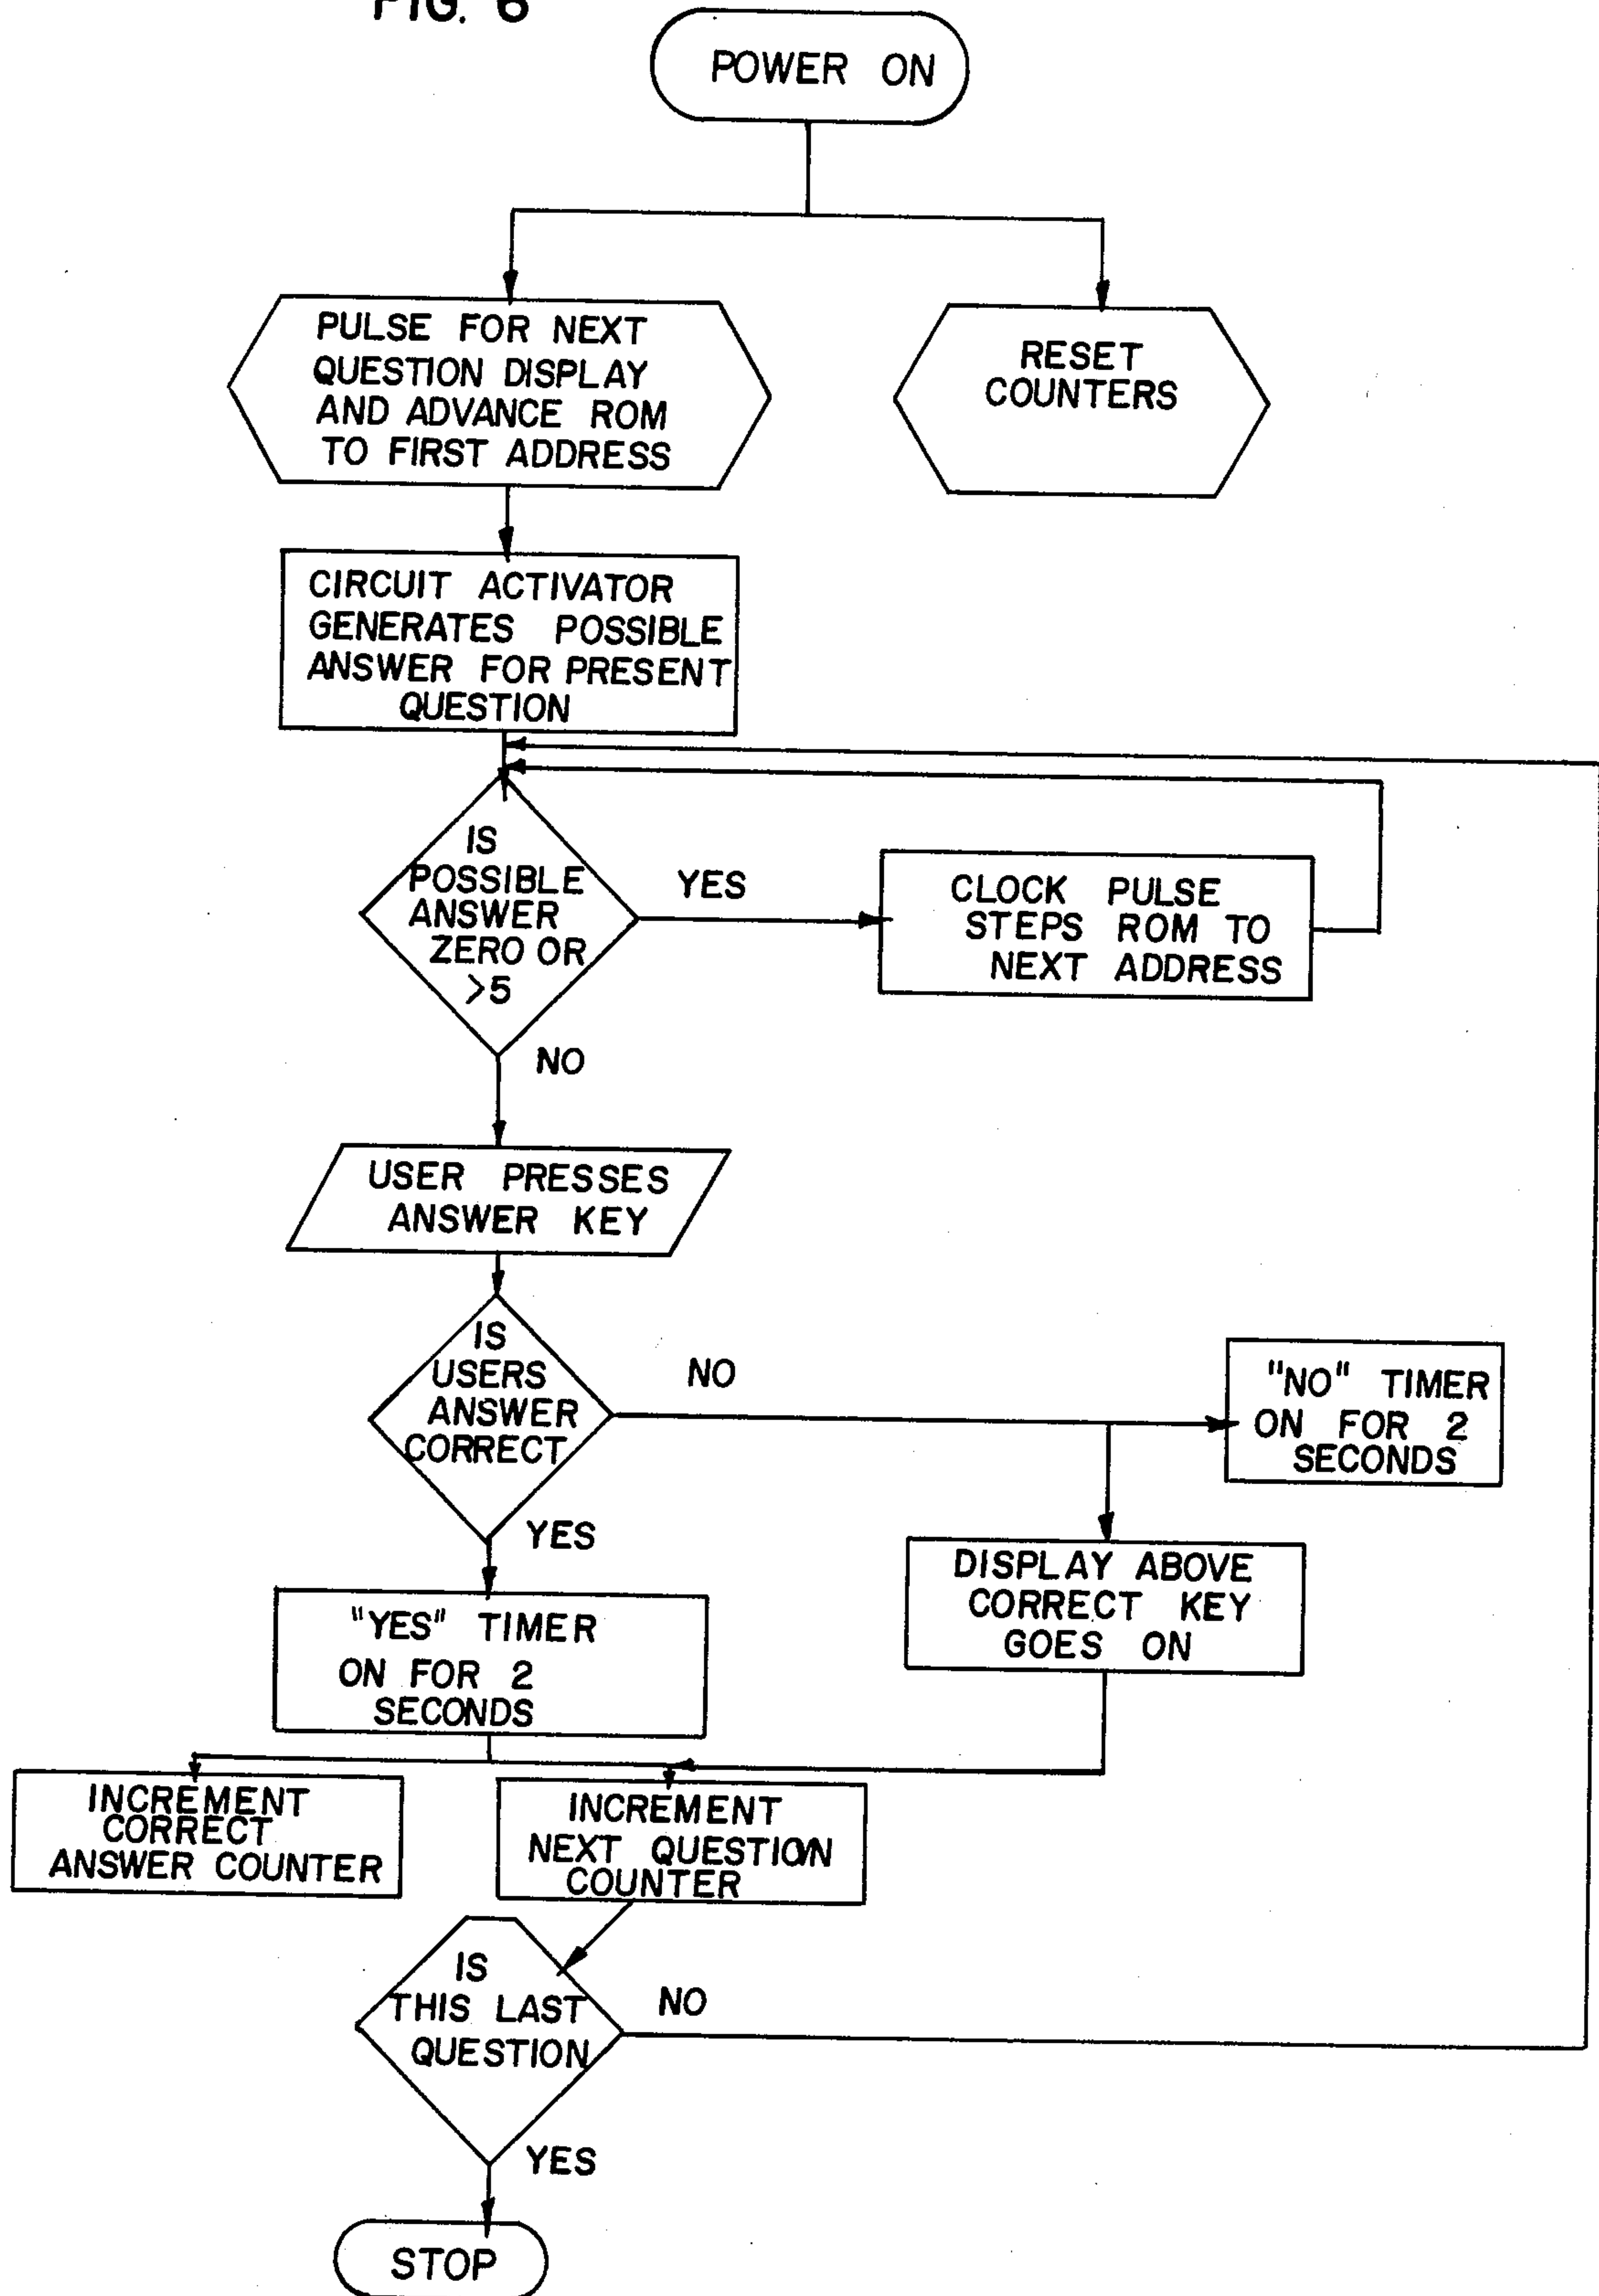 FIG. 6
POWER ON
PULSE FOR NEXT
QUESTION DISPLAY
AND ADVANCE ROM
TO FIRST ADDRESS
RESET
COUNTERS
CIRCUIT ACTIVATOR
GENERATES POSSIBLE
ANSWER FOR PRESENT
QUESTION
IS
POSSIBLE
ANSWER
ZERO OR
>5
YES
CLOCK PULSE
STEPS ROM TO
NEXT ADDRESS
NO
USER PRESSES
ANSWER KEY
IS
USERS
ANSWER
CORRECT
NO
"NO" TIMER
ON FOR 2
SECONDS
YES
DISPLAY ABOVE
CORRECT KEY
GOES ON
"YES" TIMER
ON FOR 2
SECONDS
INCREMENT
CORRECT
ANSWER COUNTER
INCREMENT
NEXT QUESTION
COUNTER
IS
THIS LAST
QUESTION
NO
YES
STOP